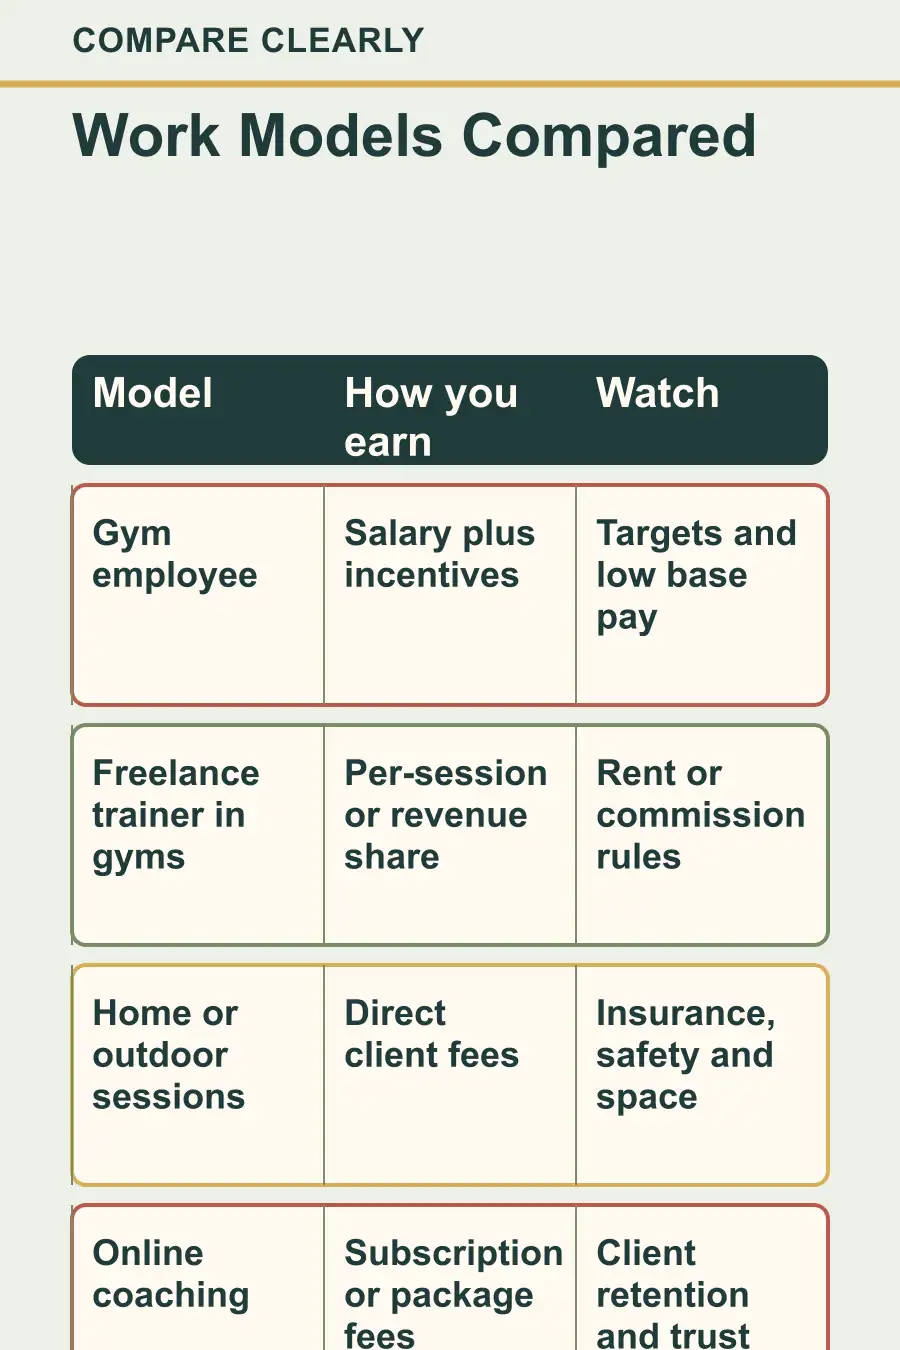 COMPARE CLEARLY
Work Models Compared
Model
How you
earn
Watch
Gym
employee
Salary plus
incentives
Targets and
low base
pay
Freelance
trainer in
gyms
Per-session
or revenue
share
Rent or
commission
rules
Home or
outdoor
sessions
Direct
client fees
Insurance,
safety and
space
Online
coaching
Subscription
or package
fees
Client
retention
and trust